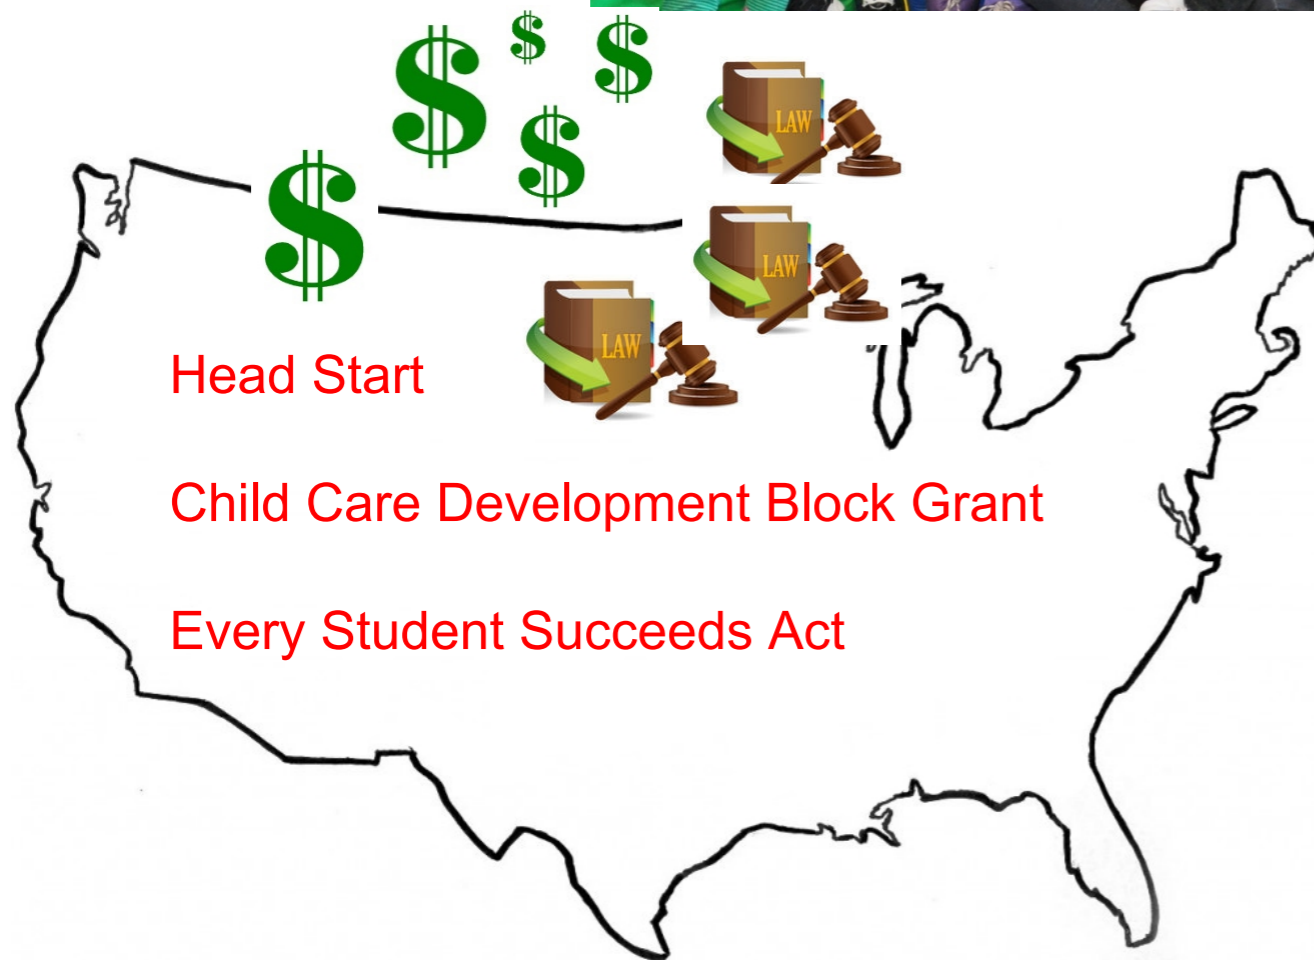 LAW
LAW
LAW
Head Start
Child Care Development Block Grant
Every Student Succeeds Act